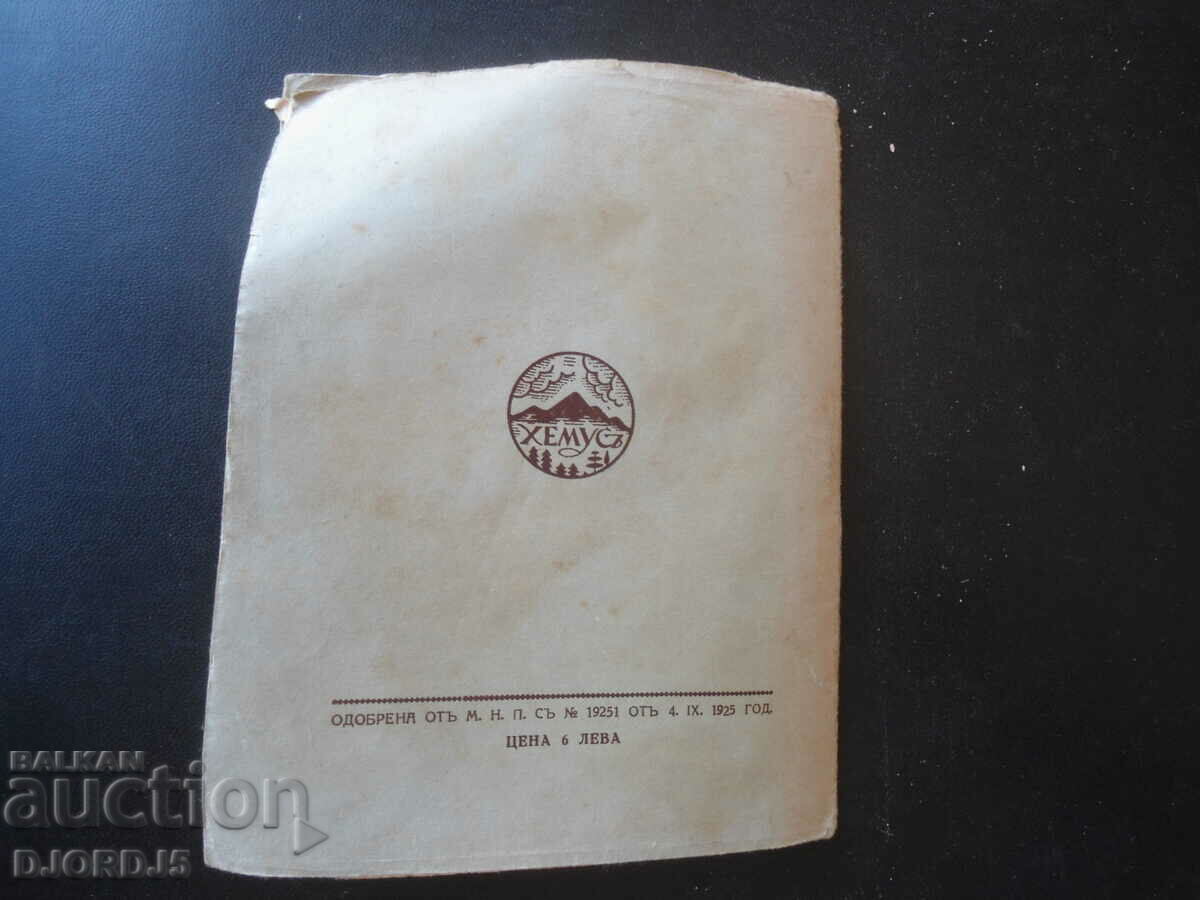 ХЕМУСЪ
ОДОБРЕНА ОТЪ М. Н. П. СЪ № 19251 ОТЪ 4. IX. 1925 ГОД.
ЦЕНА 6 ЛЕВА
BALKAN
auction
DJORDJ5